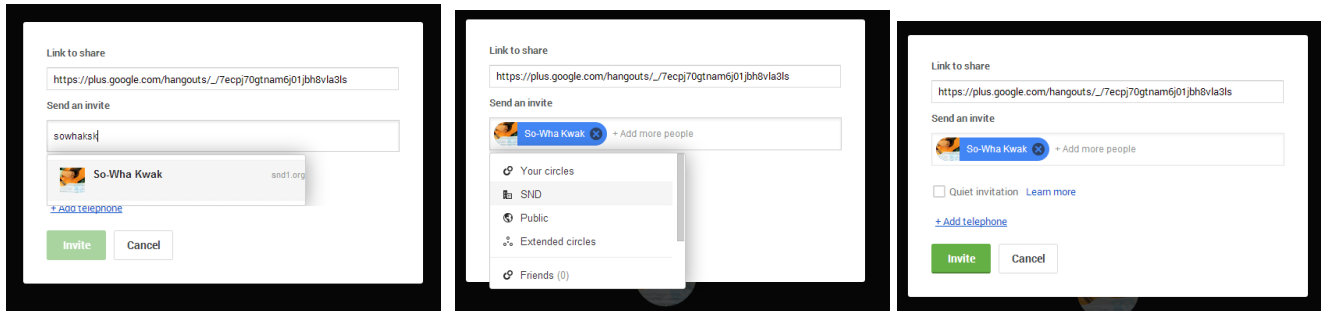 Link to share
https://plus.google.com/hangouts/_/7ecpj70gtnam6j01jbh8vla3ls
Send an invite
sowhaksk
So-Wha Kwak snd1.org
+ Add telephone
Invite Cancel
Link to share
https://plus.google.com/hangouts/_/7ecpj70gtnam6j01jbh8vla3ls
Send an invite
So-Wha Kwak + Add more people
Your circles
SND
Public
Extended circles
Friends (0)
Link to share
https://plus.google.com/hangouts/_/7ecpj70gtnam6j01jbh8vla3ls
Send an invite
So-Wha Kwak + Add more people
Quiet invitation Learn more
+ Add telephone
Invite Cancel